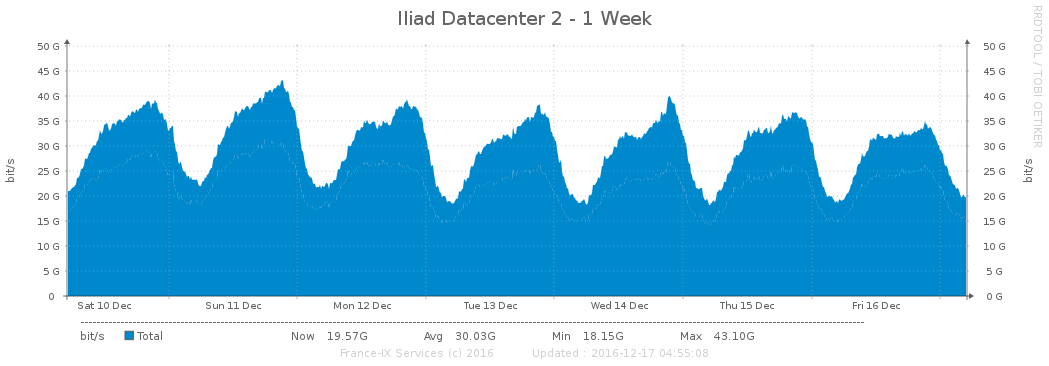 Iliad Datacenter 2 - 1 Week
RRDTOOL / TOBI OETIKER
50 G 50 G
45 G 45 G
40 G 40 G
35 G 35 G
30 G 30 G
25 G 25 G
20 G 20 G
15 G 15 G
10 G 10 G
5 G 5 G
0 0 G
bit/s bit/s
Sat 10 Dec Sun 11 Dec Mon 12 Dec Tue 13 Dec Wed 14 Dec Thu 15 Dec Fri 16 Dec
bit/s Total Now 19.57G Avg 30.03G Min 18.15G Max 43.10G
France-IX Services (c) 2016 Updated : 2016-12-17 04:55:08